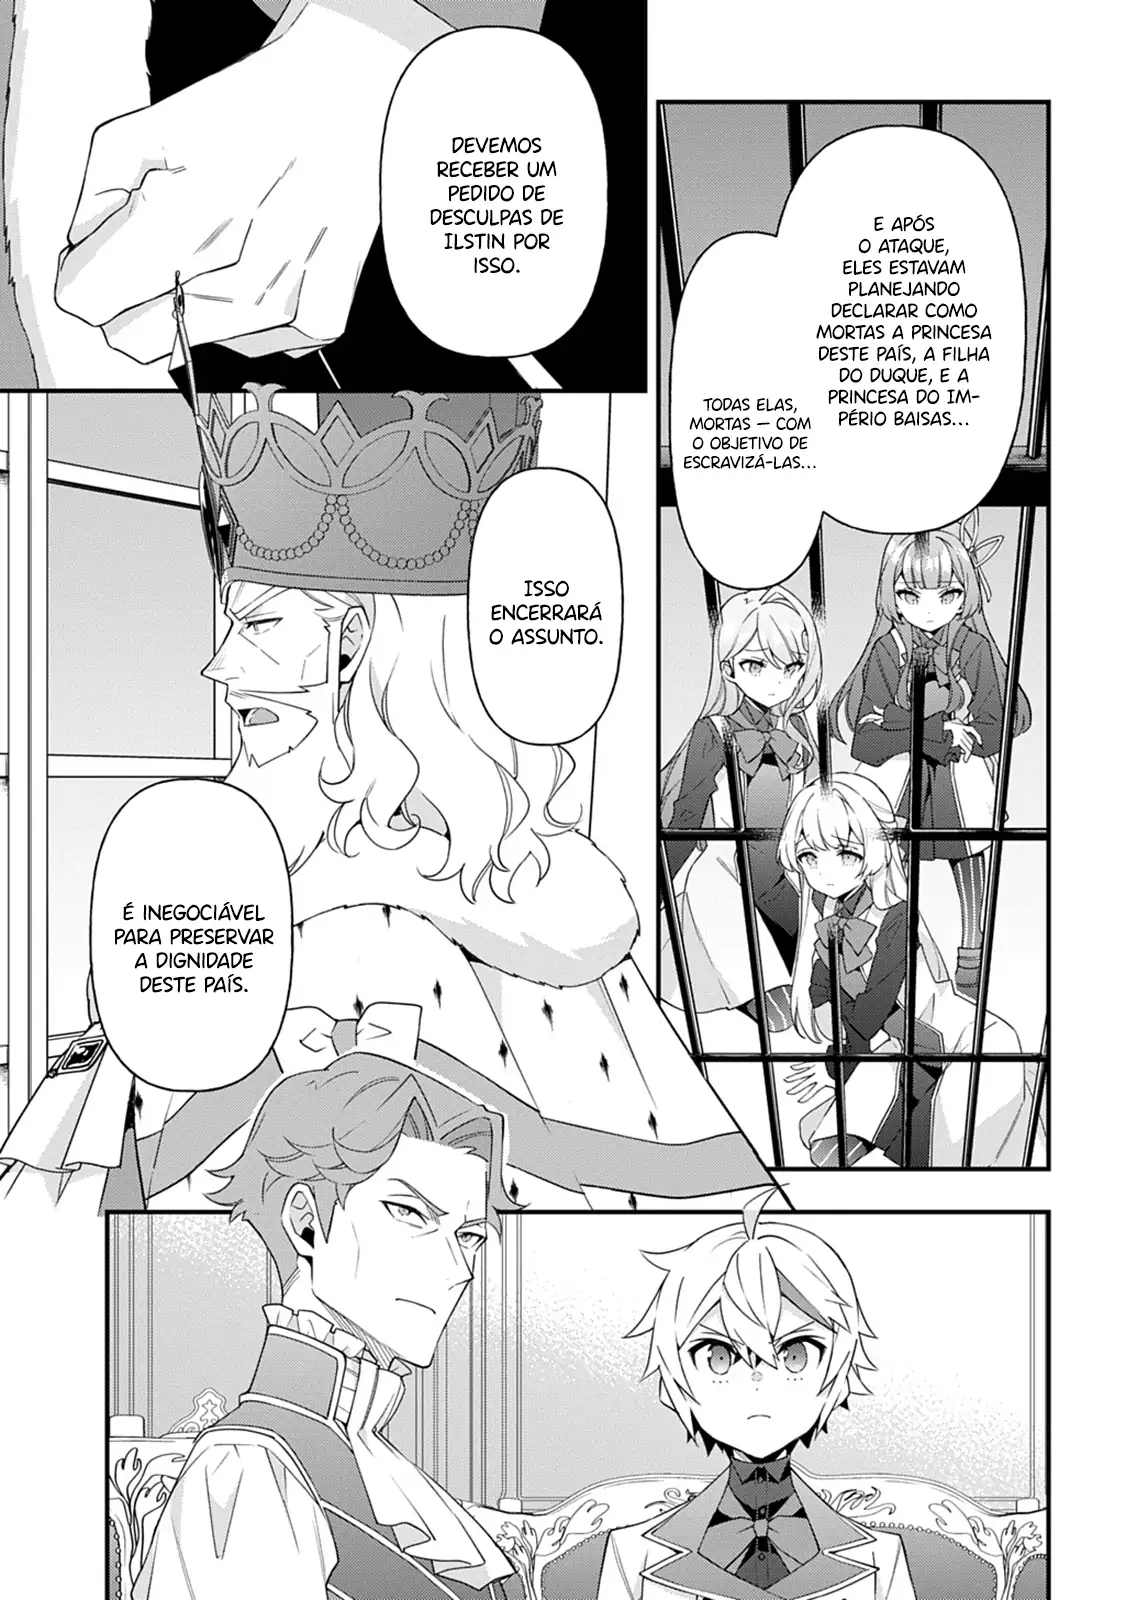 E APÓS
O ATAQUE,
ELES ESTAVAM
PLANEJANDO
DECLARAR COMO
MORTAS A PRINCESA
DESTE PAÍS, A FILHA
DO DUQUE, E A
PRINCESA DO IM-
PÉRIO BAISAS...
TODAS ELAS,
MORTAS — COM
O OBJETIVO DE
ESCRAVIZÁ-LAS...
DEVEMOS
RECEBER UM
PEDIDO DE
DESCULPAS DE
ILSTIN POR
ISSO.
ISSO
ENCERRARÁ
O ASSUNTO.
É INEGOCIÁVEL
PARA PRESERVAR
A DIGNIDADE
DESTE PAÍS.